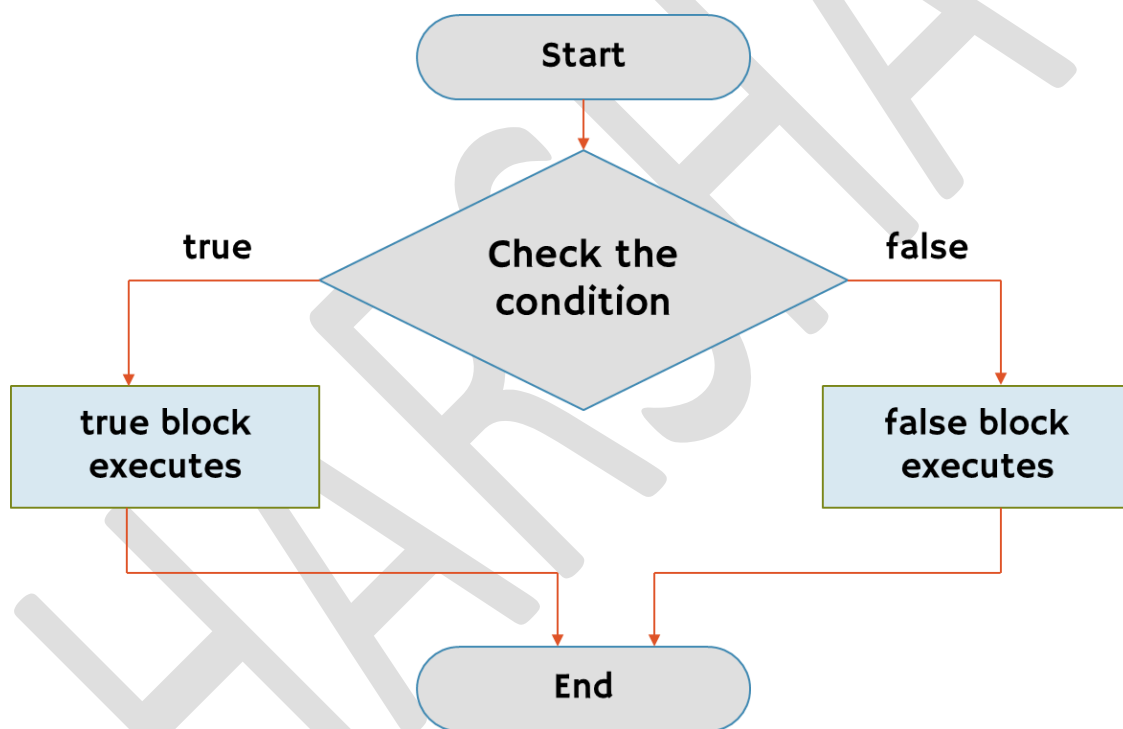 Start
true
false
Check the
condition
true block
executes
false block
executes
End
HARSHA